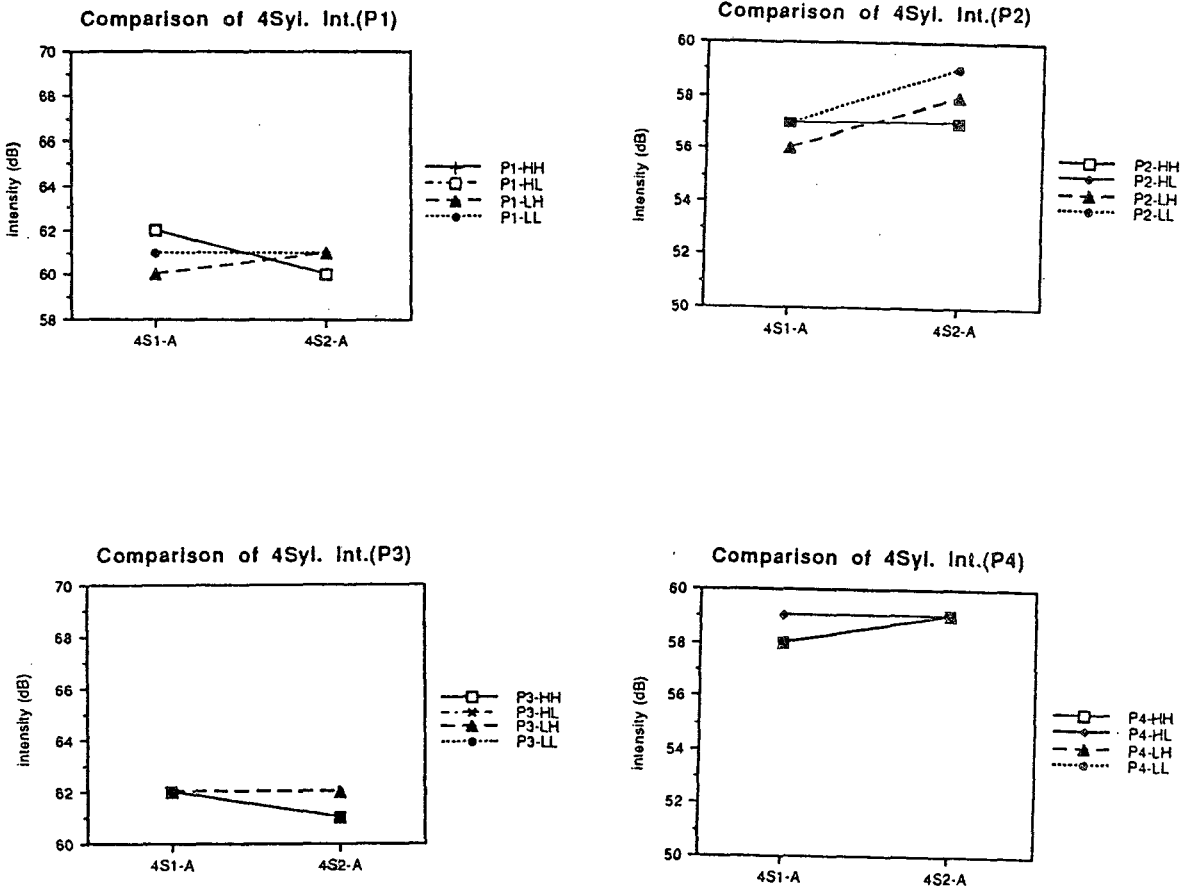 Comparison of 4Syl. Int.(P1)
70
68
66
64
62
60
58
intensity (dB)
4S1-A
4S2-A
P1-HH
P1-HL
P1-LH
P1-LL
Comparison of 4Syl. Int.(P2)
60
58
56
54
52
50
intensity (dB)
4S1-A
4S2-A
P2-HH
P2-HL
P2-LH
P2-LL
Comparison of 4Syl. Int.(P3)
70
68
66
64
62
60
intensity (dB)
4S1-A
4S2-A
P3-HH
P3-HL
P3-LH
P3-LL
Comparison of 4Syl. Int.(P4)
60
58
56
54
52
50
intensity (dB)
4S1-A
4S2-A
P4-HH
P4-HL
P4-LH
P4-LL